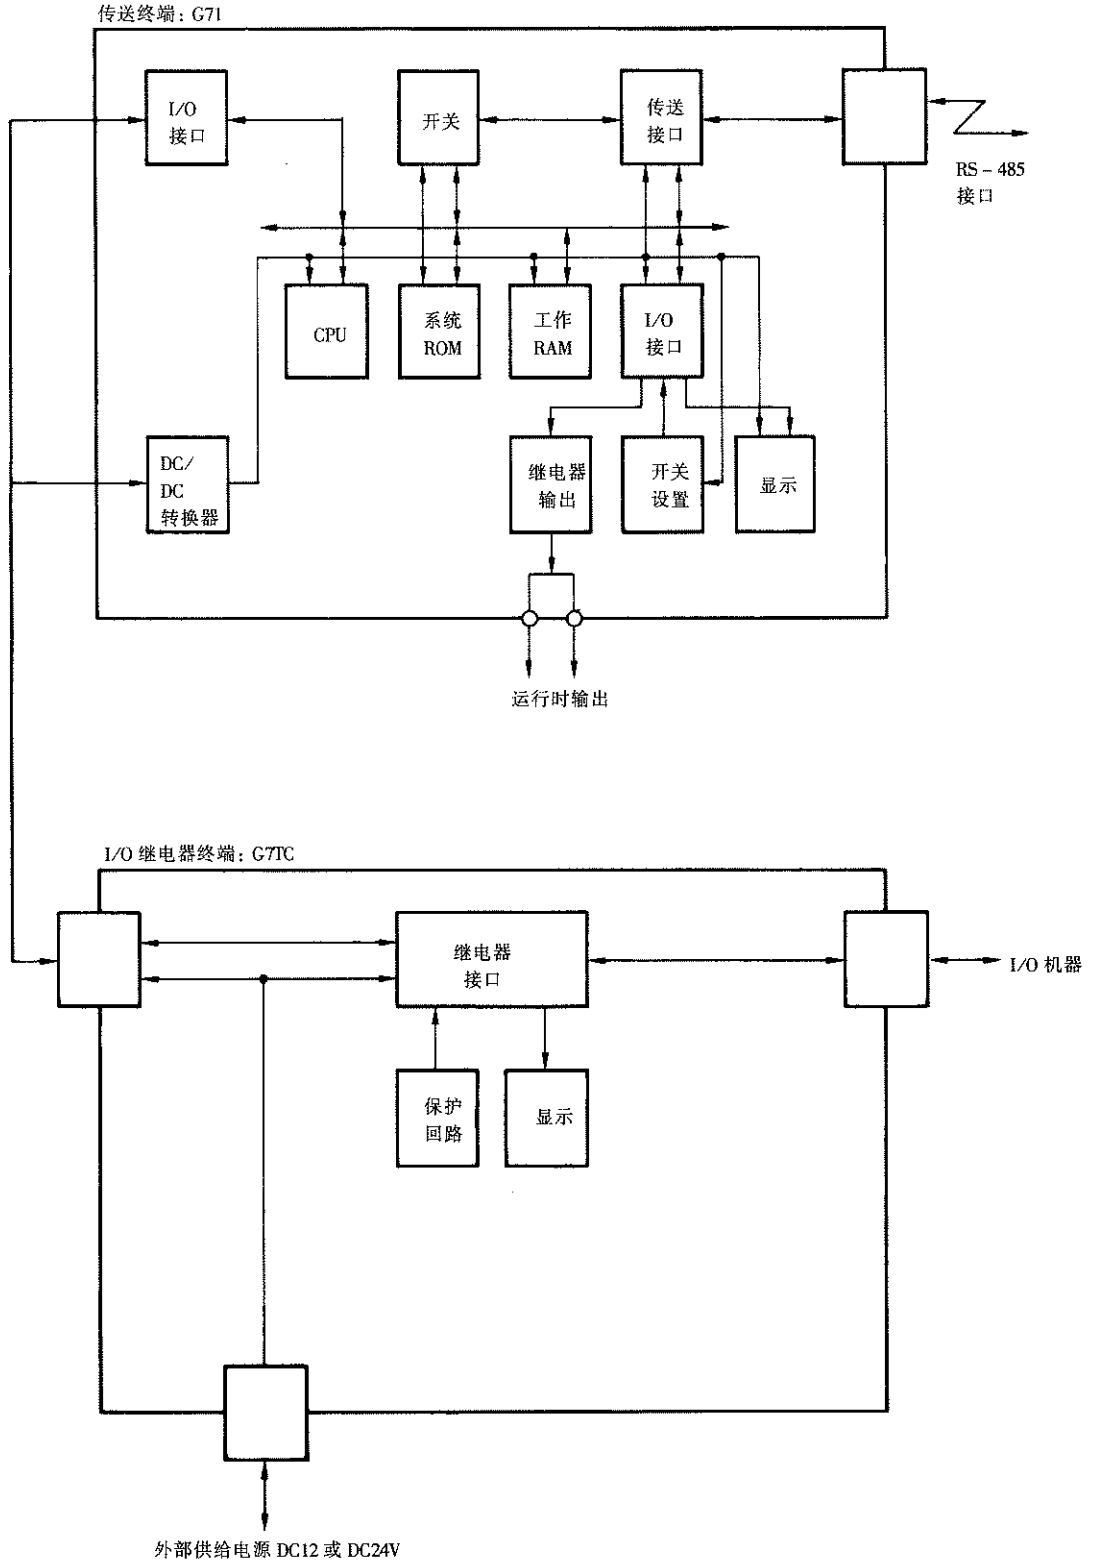 传送终端: G71
I/O
接口
开关
传送
接口
RS-485
接口
CPU
系统
ROM
工作
RAM
I/O
接口
DC/
DC
转换器
继电器
输出
开关
设置
显示
运行时输出
I/O 继电器终端: G7TC
继电器
接口
I/O 机器
保护
回路
显示
外部供给电源 DC12 或 DC24V